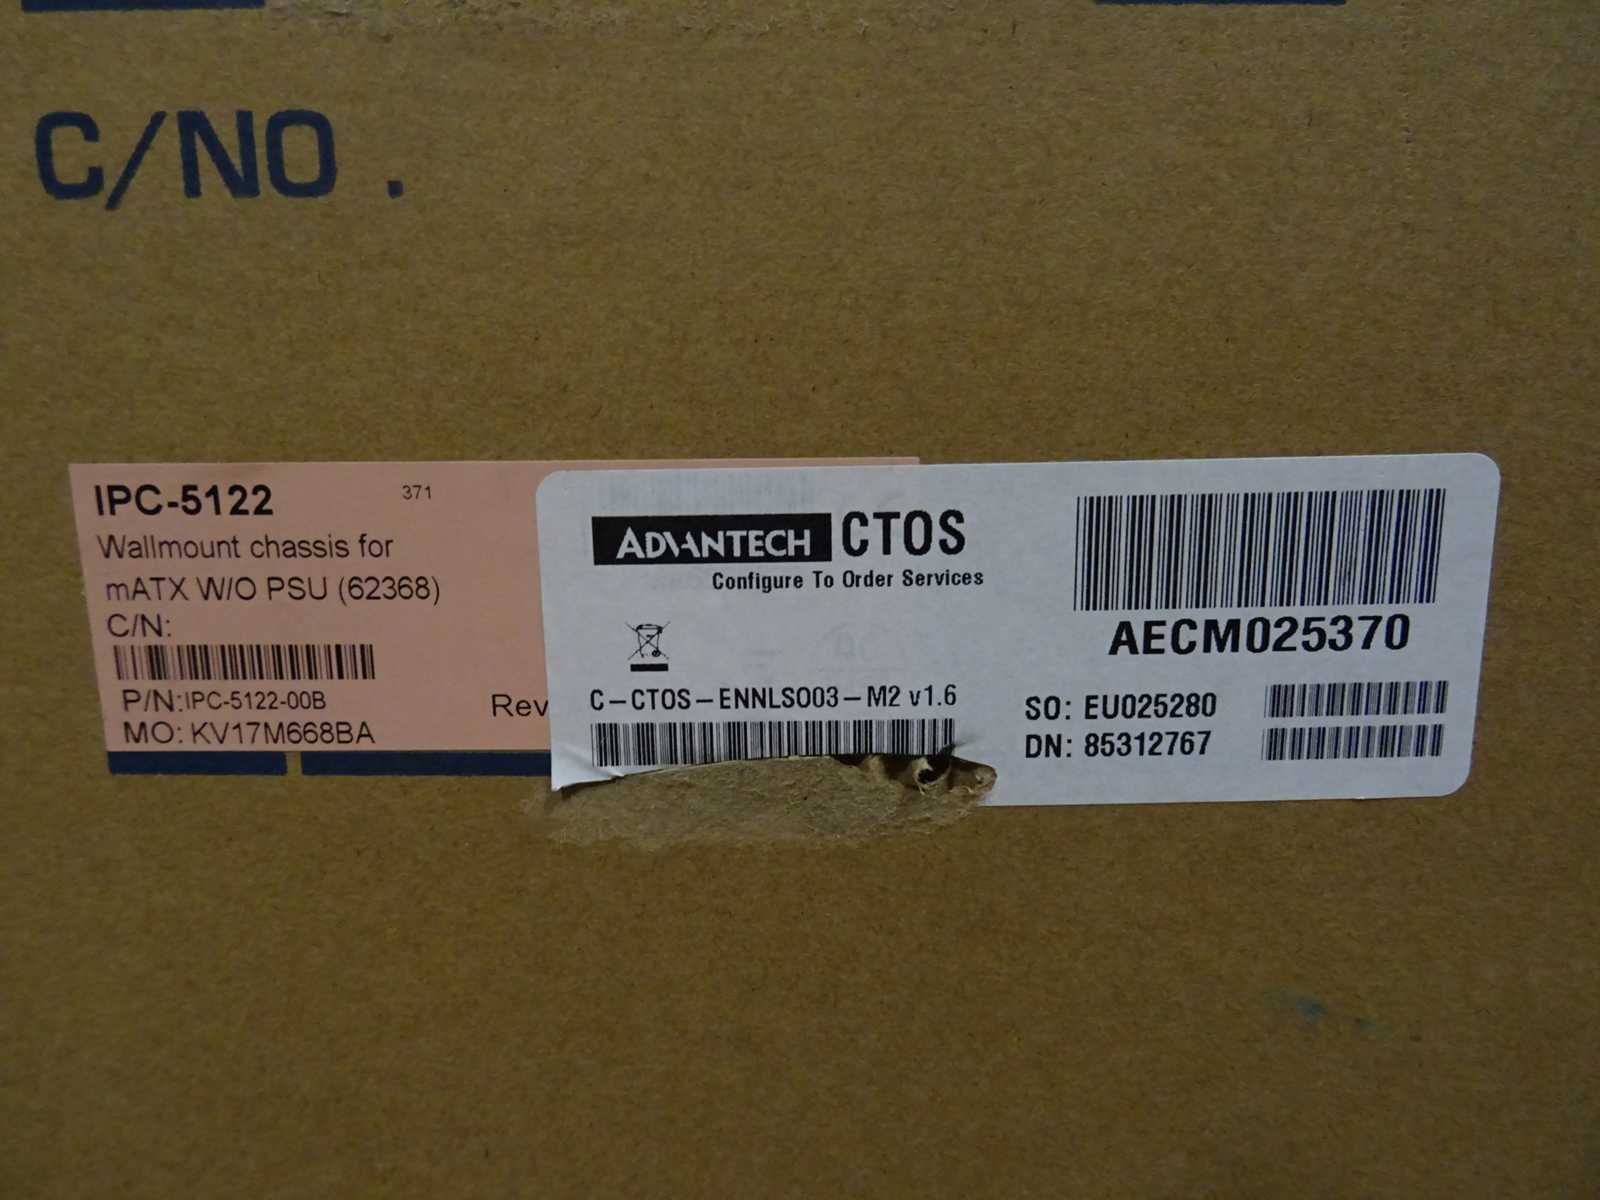 C/NO.
IPC-5122
371
Wallmount chassis for
mATX W/O PSU (62368)
C/N:
P/N:IPC-5122-00B
Rev
MO: KV17M668BA
ADVANTECH CTOS
Configure To Order Services
C-CTOS-ENNLS003-M2 v1.6
AECM025370
SO: EU025280
DN: 85312767